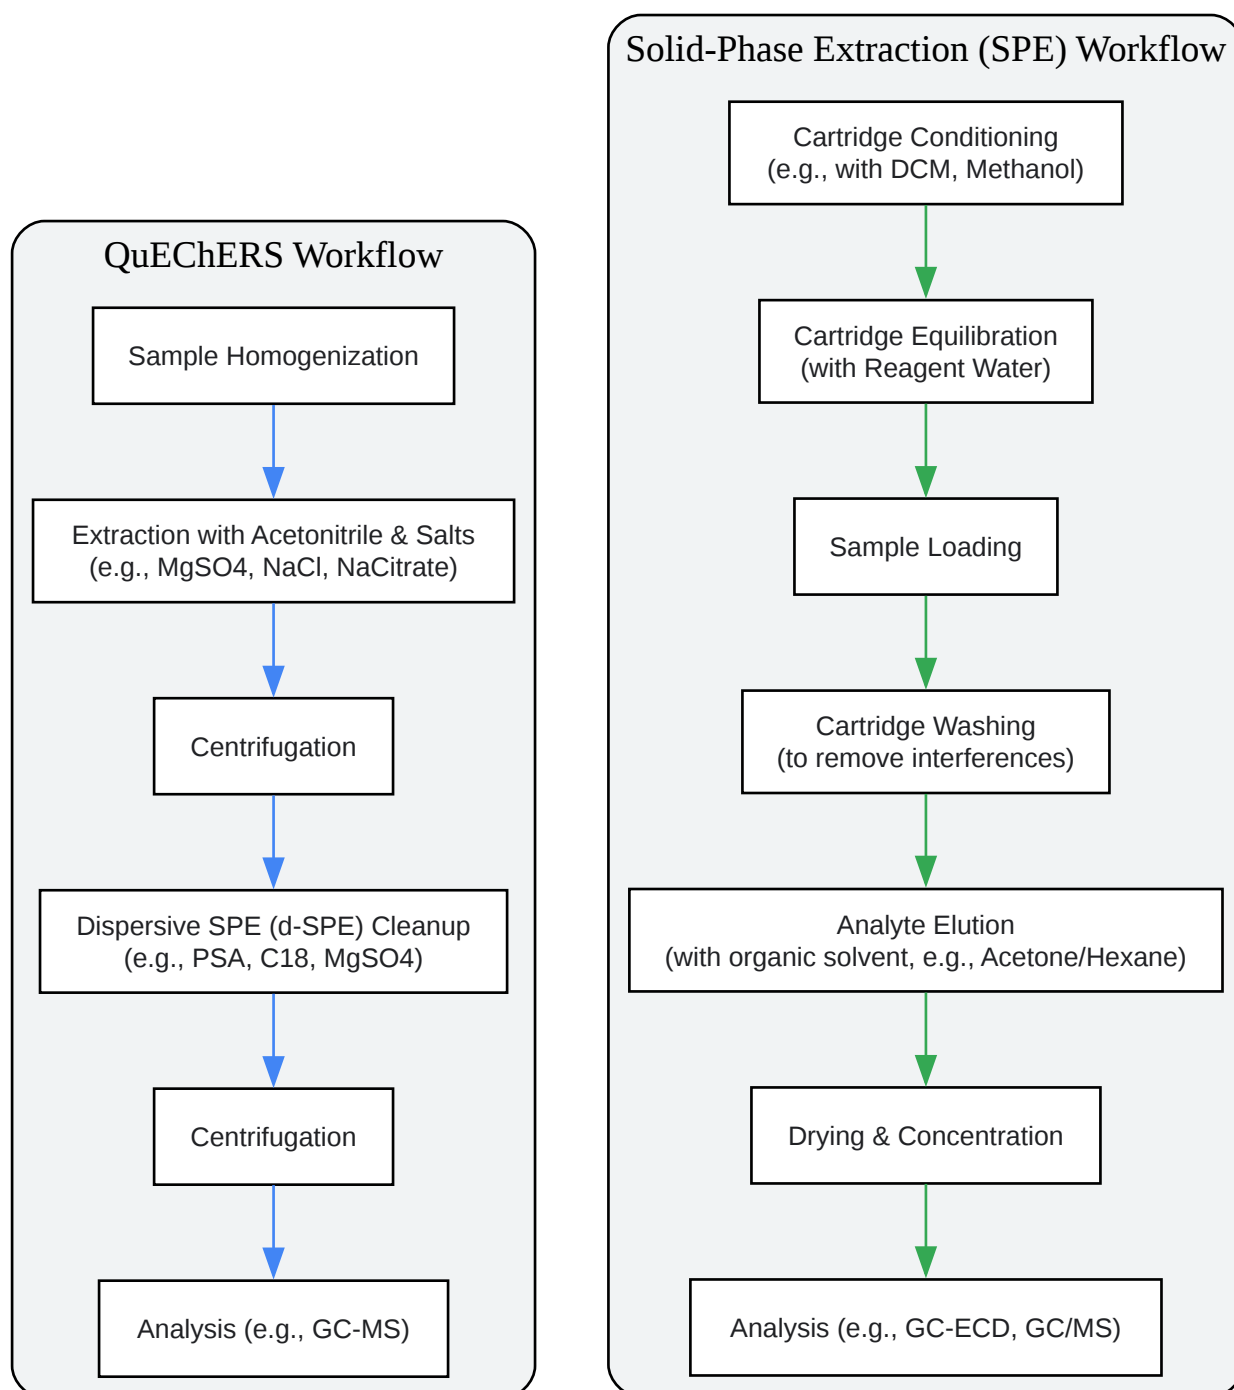 QuEChERS Workflow
Sample Homogenization
Extraction with Acetonitrile & Salts
(e.g., MgSO4, NaCl, NaCitrate)
Centrifugation
Dispersive SPE (d-SPE) Cleanup
(e.g., PSA, C18, MgSO4)
Centrifugation
Analysis (e.g., GC-MS)
Solid-Phase Extraction (SPE) Workflow
Cartridge Conditioning
(e.g., with DCM, Methanol)
Cartridge Equilibration
(with Reagent Water)
Sample Loading
Cartridge Washing
(to remove interferences)
Analyte Elution
(with organic solvent, e.g., Acetone/Hexane)
Drying & Concentration
Analysis (e.g., GC-ECD, GC/MS)